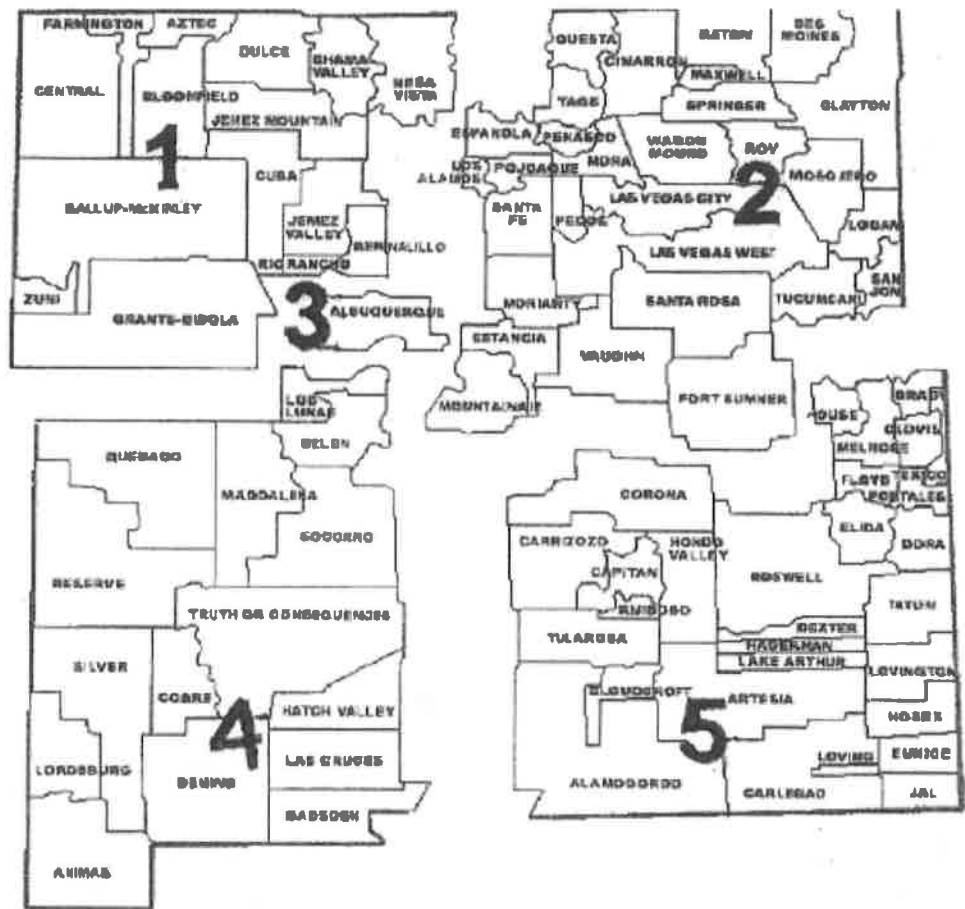 FARMINGTON
AZTEC
DULCE
CHAMA
VALLEY
MESA
VISTA
CENTRAL
BLOOMFIELD
JEMEZ MOUNTAIN
1
CUBA
GALLUP-McKINLEY
JEMEZ
VALLEY
BERNALILLO
RIO RANCHO
ZUNI
GRANTS-CIBOLA
3
ALBUQUERQUE
QUESTA
CIMARRON
RATON
DES
MOINES
MAXWELL
TAOS
SPRINGER
CLAYTON
ESPANOLA
PENASCO
WAGON
MOUND
ROY
LOS
ALAMOS
POJOAQUE
MORA
2
MOSQUERO
SANTA
FE
PECOS
LAS VEGAS CITY
LOGAN
LAS VEGAS WEST
SAN
JON
MORIARTY
SANTA ROSA
TUCUMCARI
ESTANCIA
VAUGHN
MOUNTAINAIR
FORT SUMNER
LOS
LUNAS
BELEN
QUEMADO
MAGDALENA
SOCORRO
RESERVE
TRUTH OR CONSEQUENCES
SILVER
COBRE
4
HATCH VALLEY
LORDSBURG
DEMING
LAS CRUCES
GADSDEN
ANIMAS
HOUSE
GRADY
CLOVIS
MELROSE
FLOYD
TEXICO
PORTALES
CORONA
ELIDA
DORA
CARRIZOZO
HONDO
VALLEY
CAPITAN
ROSWELL
RUIDOSO
TATUM
TULAROSA
DEXTER
HAGERMAN
LAKE ARTHUR
LOVINGTON
CLOUDCROFT
5
ARTESIA
HOBBS
LOVING
EUNICE
ALAMOGORDO
CARLSBAD
JAL